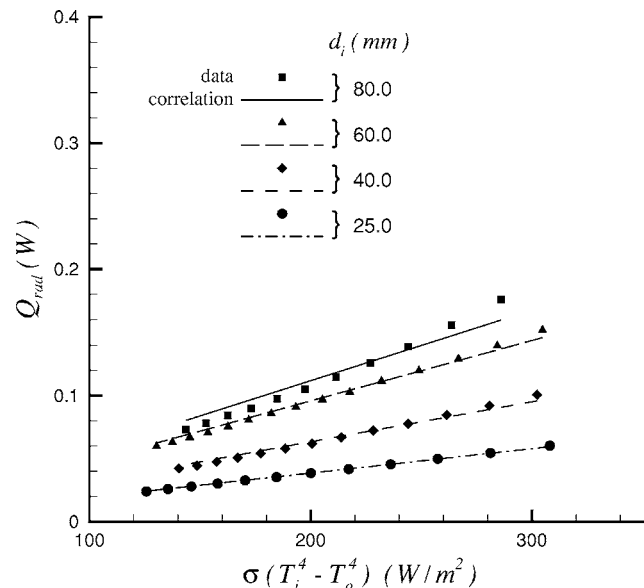 0.4
0.3
0.2
0.1
0
Q_rad (W)
d_i (mm)
data
correlation
} 80.0
} 60.0
} 40.0
} 25.0
100
200
300
σ(T_i^4 - T_o^4) (W/m^2)